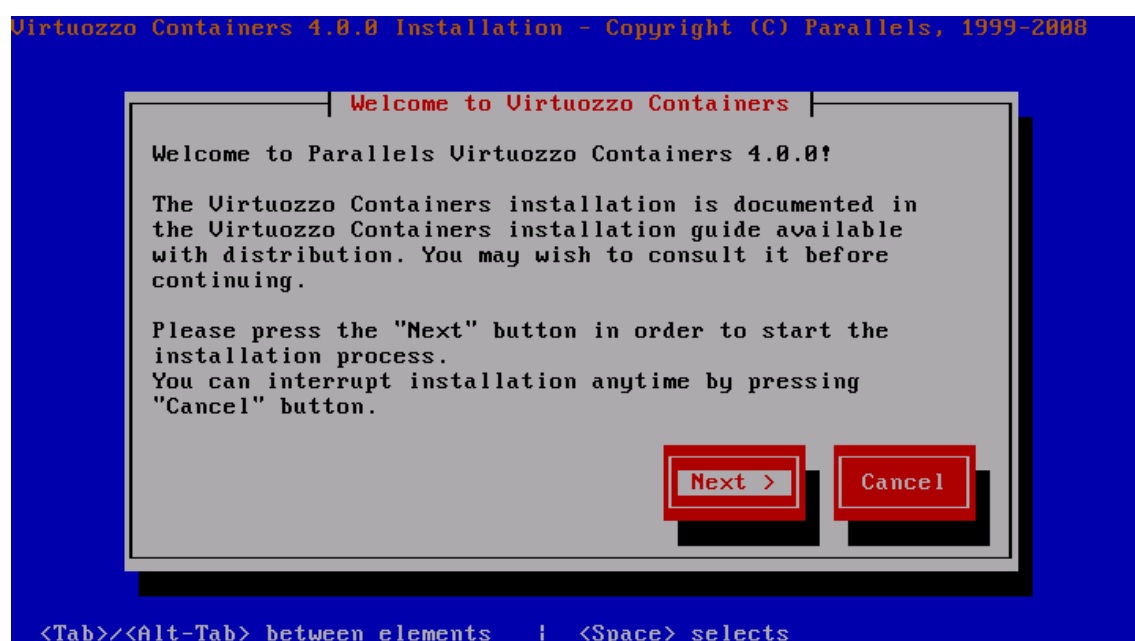 Virtuozzo Containers 4.0.0 Installation - Copyright (C) Parallels, 1999-2008
Welcome to Virtuozzo Containers
Welcome to Parallels Virtuozzo Containers 4.0.0!
The Virtuozzo Containers installation is documented in
the Virtuozzo Containers installation guide available
with distribution. You may wish to consult it before
continuing.
Please press the "Next" button in order to start the
installation process.
You can interrupt installation anytime by pressing
"Cancel" button.
Next > Cancel
<Tab>/<Alt-Tab> between elements | <Space> selects